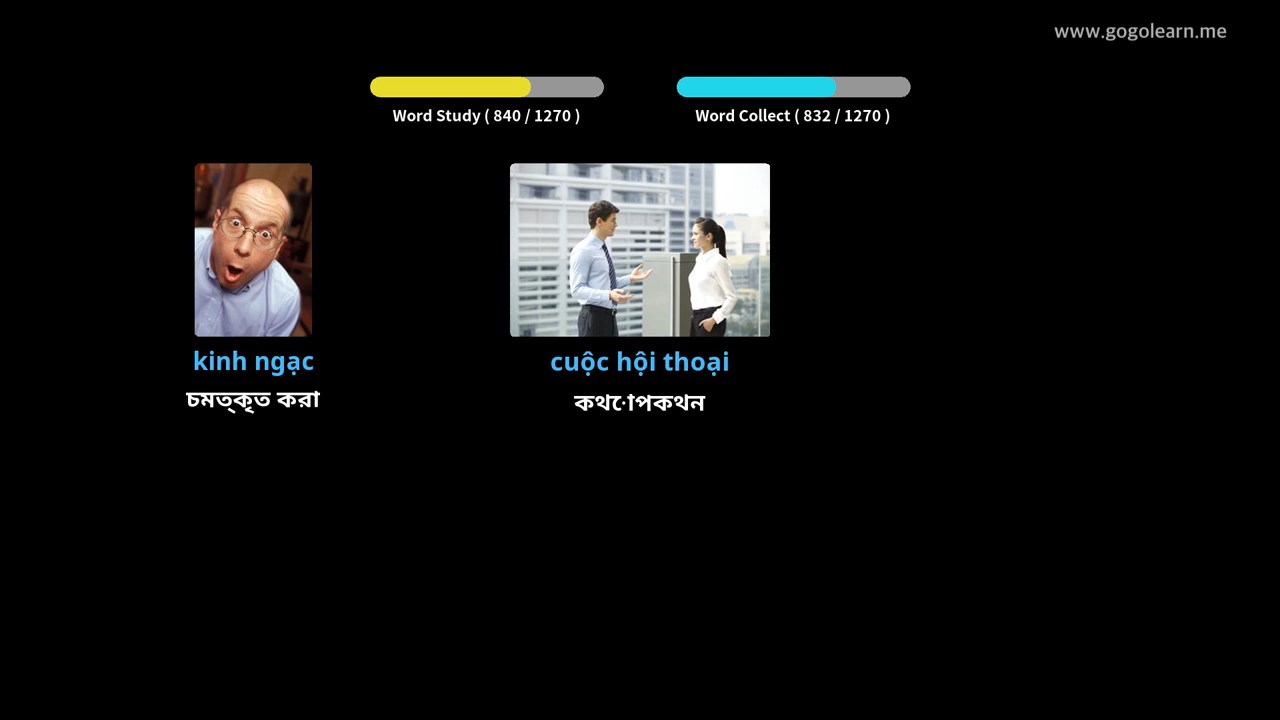 www.gogolearn.me
Word Study ( 840 / 1270 )
Word Collect ( 832 / 1270 )
kinh ngạc
চমত্কৃত করা
cuộc hội thoại
কথোপকথন